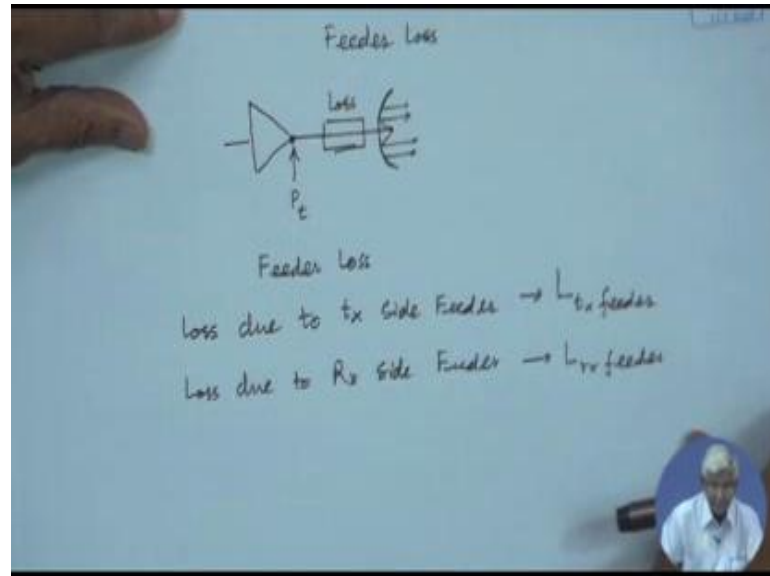 Feeder Loss
Loss
Pt
Feeder Loss
Loss due to tx side Feeder → Ltx feeder
Loss due to Rx side Feeder → Lrx feeder